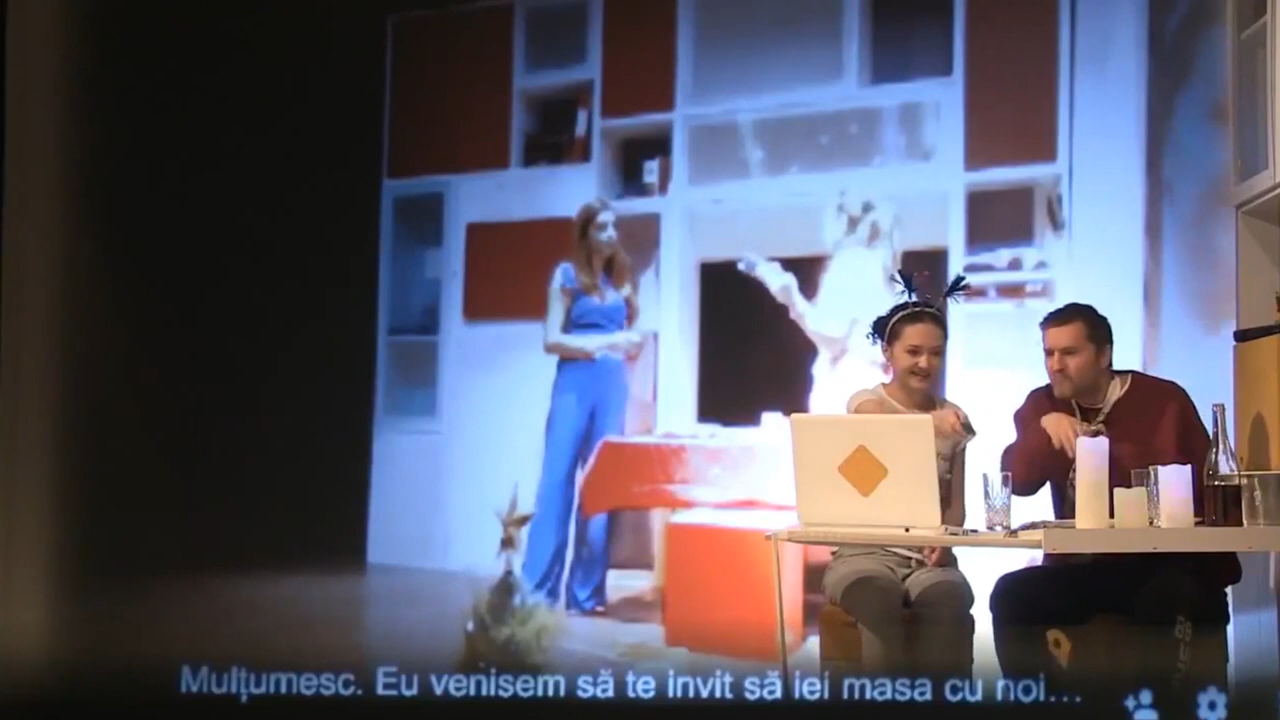 Mulțumesc. Eu venisem să te invit să iei masa cu noi...